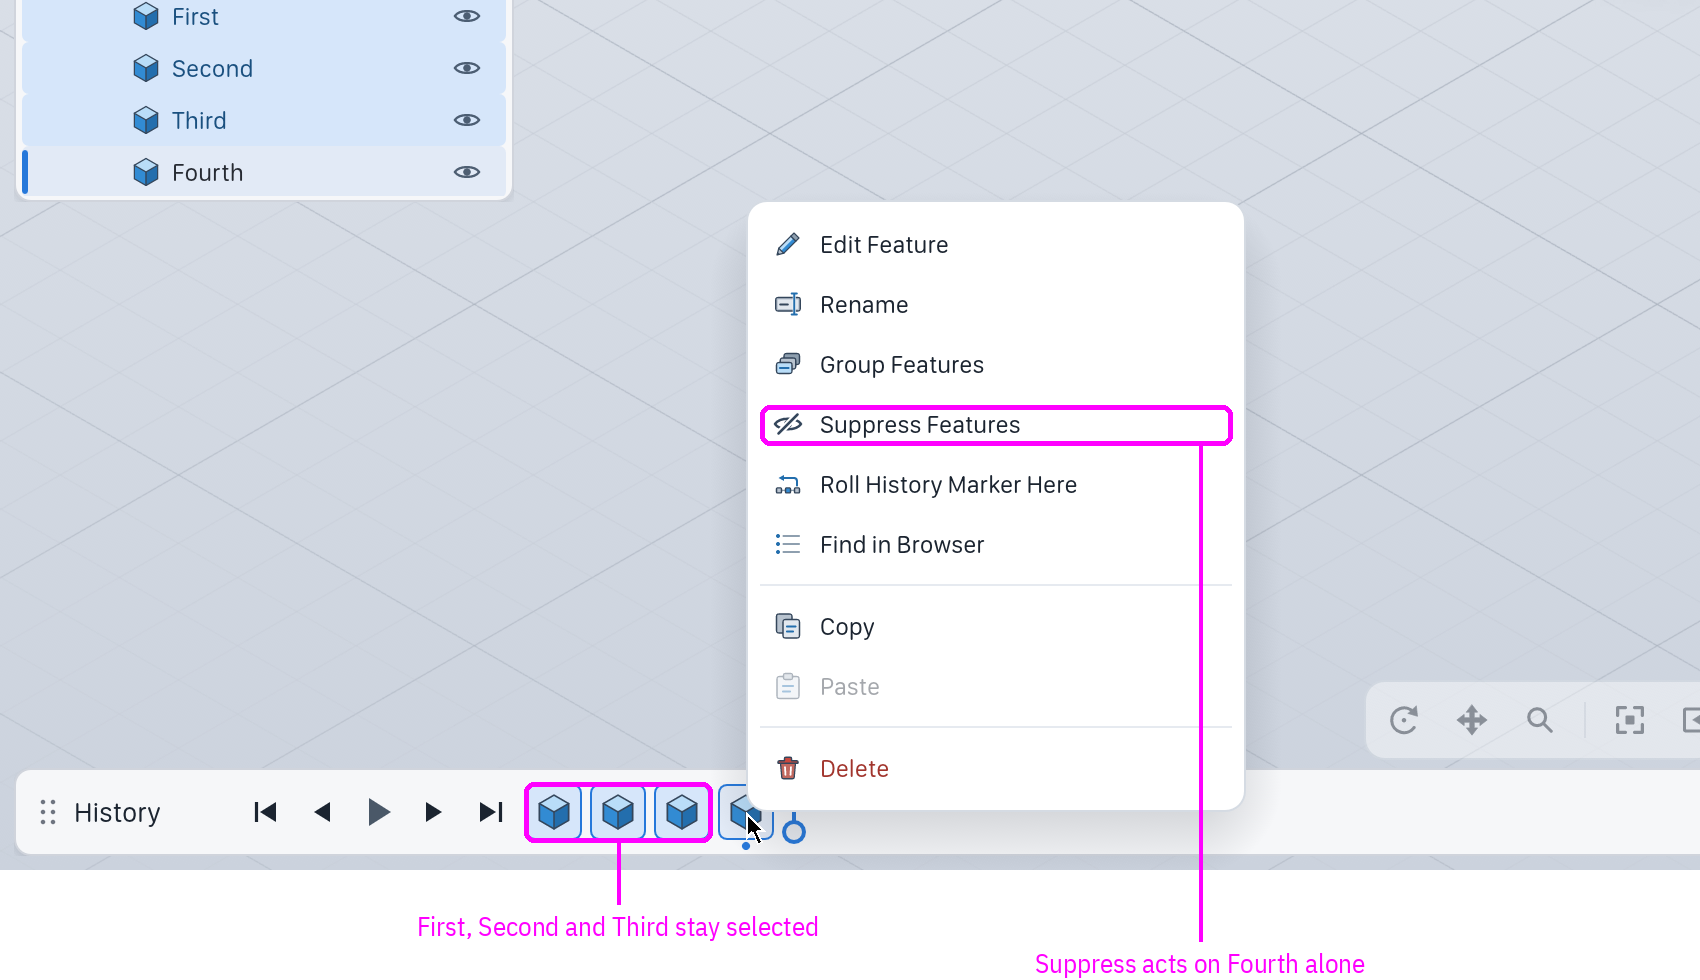 First
Second
Third
Fourth
Edit Feature
Rename
Group Features
Suppress Features
Roll History Marker Here
Find in Browser
Copy
Paste
Delete
History
First, Second and Third stay selected
Suppress acts on Fourth alone